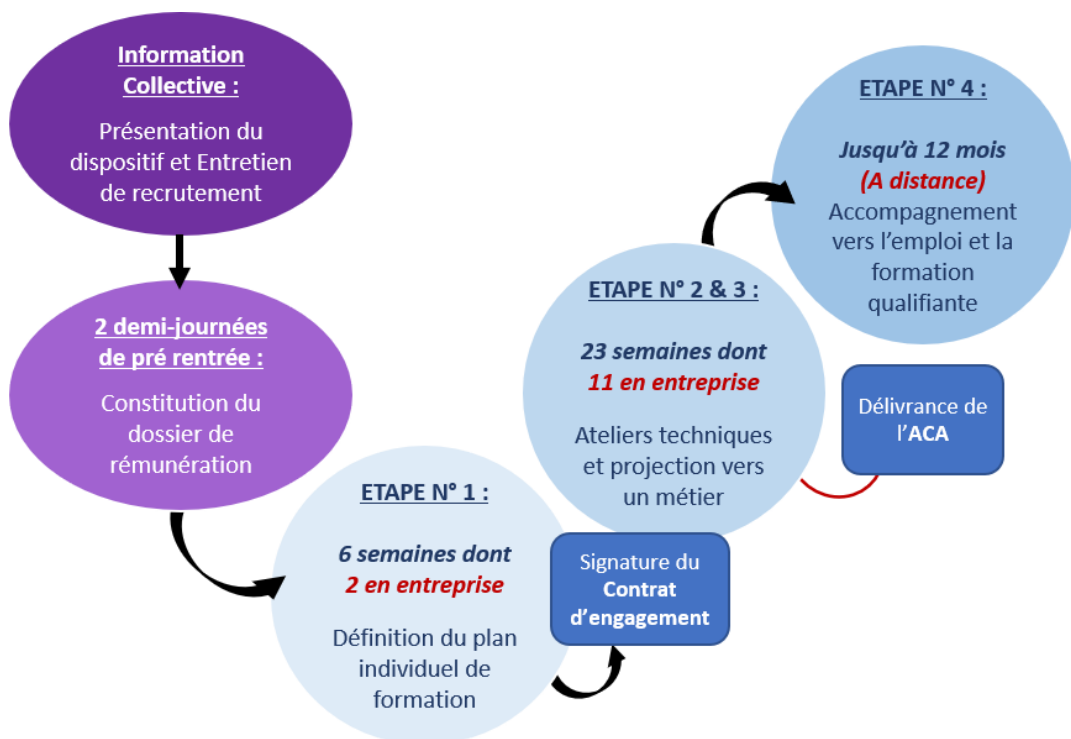 Information
Collective :
Présentation du
dispositif et Entretien
de recrutement
2 demi-journées
de pré rentrée :
Constitution du
dossier de
rémunération
ETAPE N° 1 :
6 semaines dont
2 en entreprise
Définition du plan
individuel de
formation
Signature du
Contrat
d’engagement
ETAPE N° 2 & 3 :
23 semaines dont
11 en entreprise
Ateliers techniques
et projection vers
un métier
Délivrance de
l’ACA
ETAPE N° 4 :
Jusqu’à 12 mois
(A distance)
Accompagnement
vers l’emploi et la
formation
qualifiante